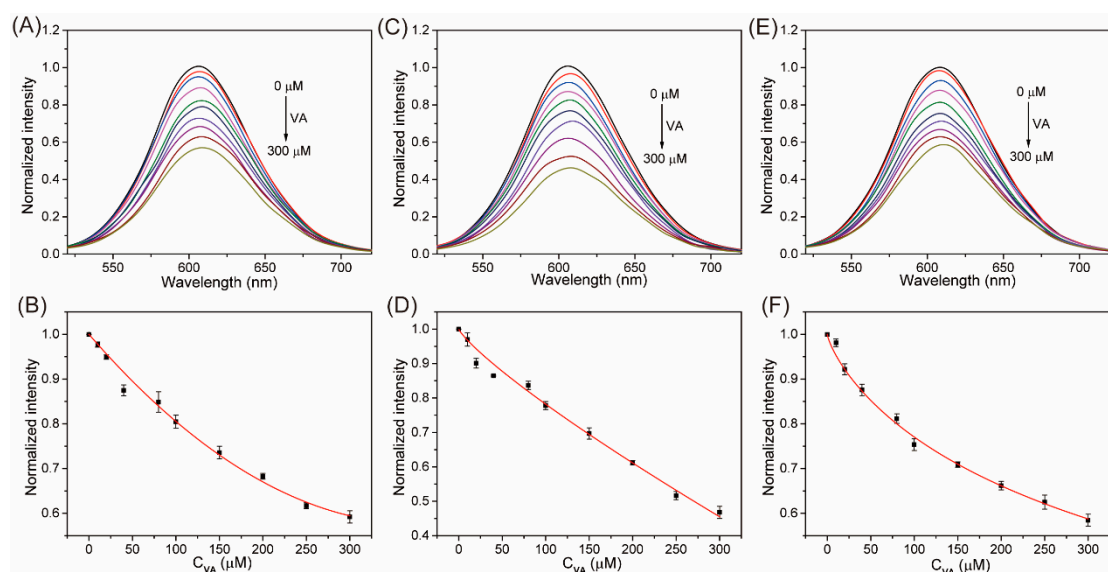 (A)
1.2
1.0
0.8
0.6
0.4
0.2
0.0
Normalized intensity
0 μM
VA
300 μM
550 600 650 700
Wavelength (nm)
(C)
1.2
1.0
0.8
0.6
0.4
0.2
0.0
Normalized intensity
0 μM
VA
300 μM
550 600 650 700
Wavelength (nm)
(E)
1.2
1.0
0.8
0.6
0.4
0.2
0.0
Normalized intensity
0 μM
VA
300 μM
550 600 650 700
Wavelength (nm)
(B)
1.0
0.9
0.8
0.7
0.6
Normalized intensity
0 50 100 150 200 250 300
C_VA (μM)
(D)
1.0
0.9
0.8
0.7
0.6
0.5
0.4
Normalized intensity
0 50 100 150 200 250 300
C_VA (μM)
(F)
1.0
0.9
0.8
0.7
0.6
Normalized intensity
0 50 100 150 200 250 300
C_VA (μM)